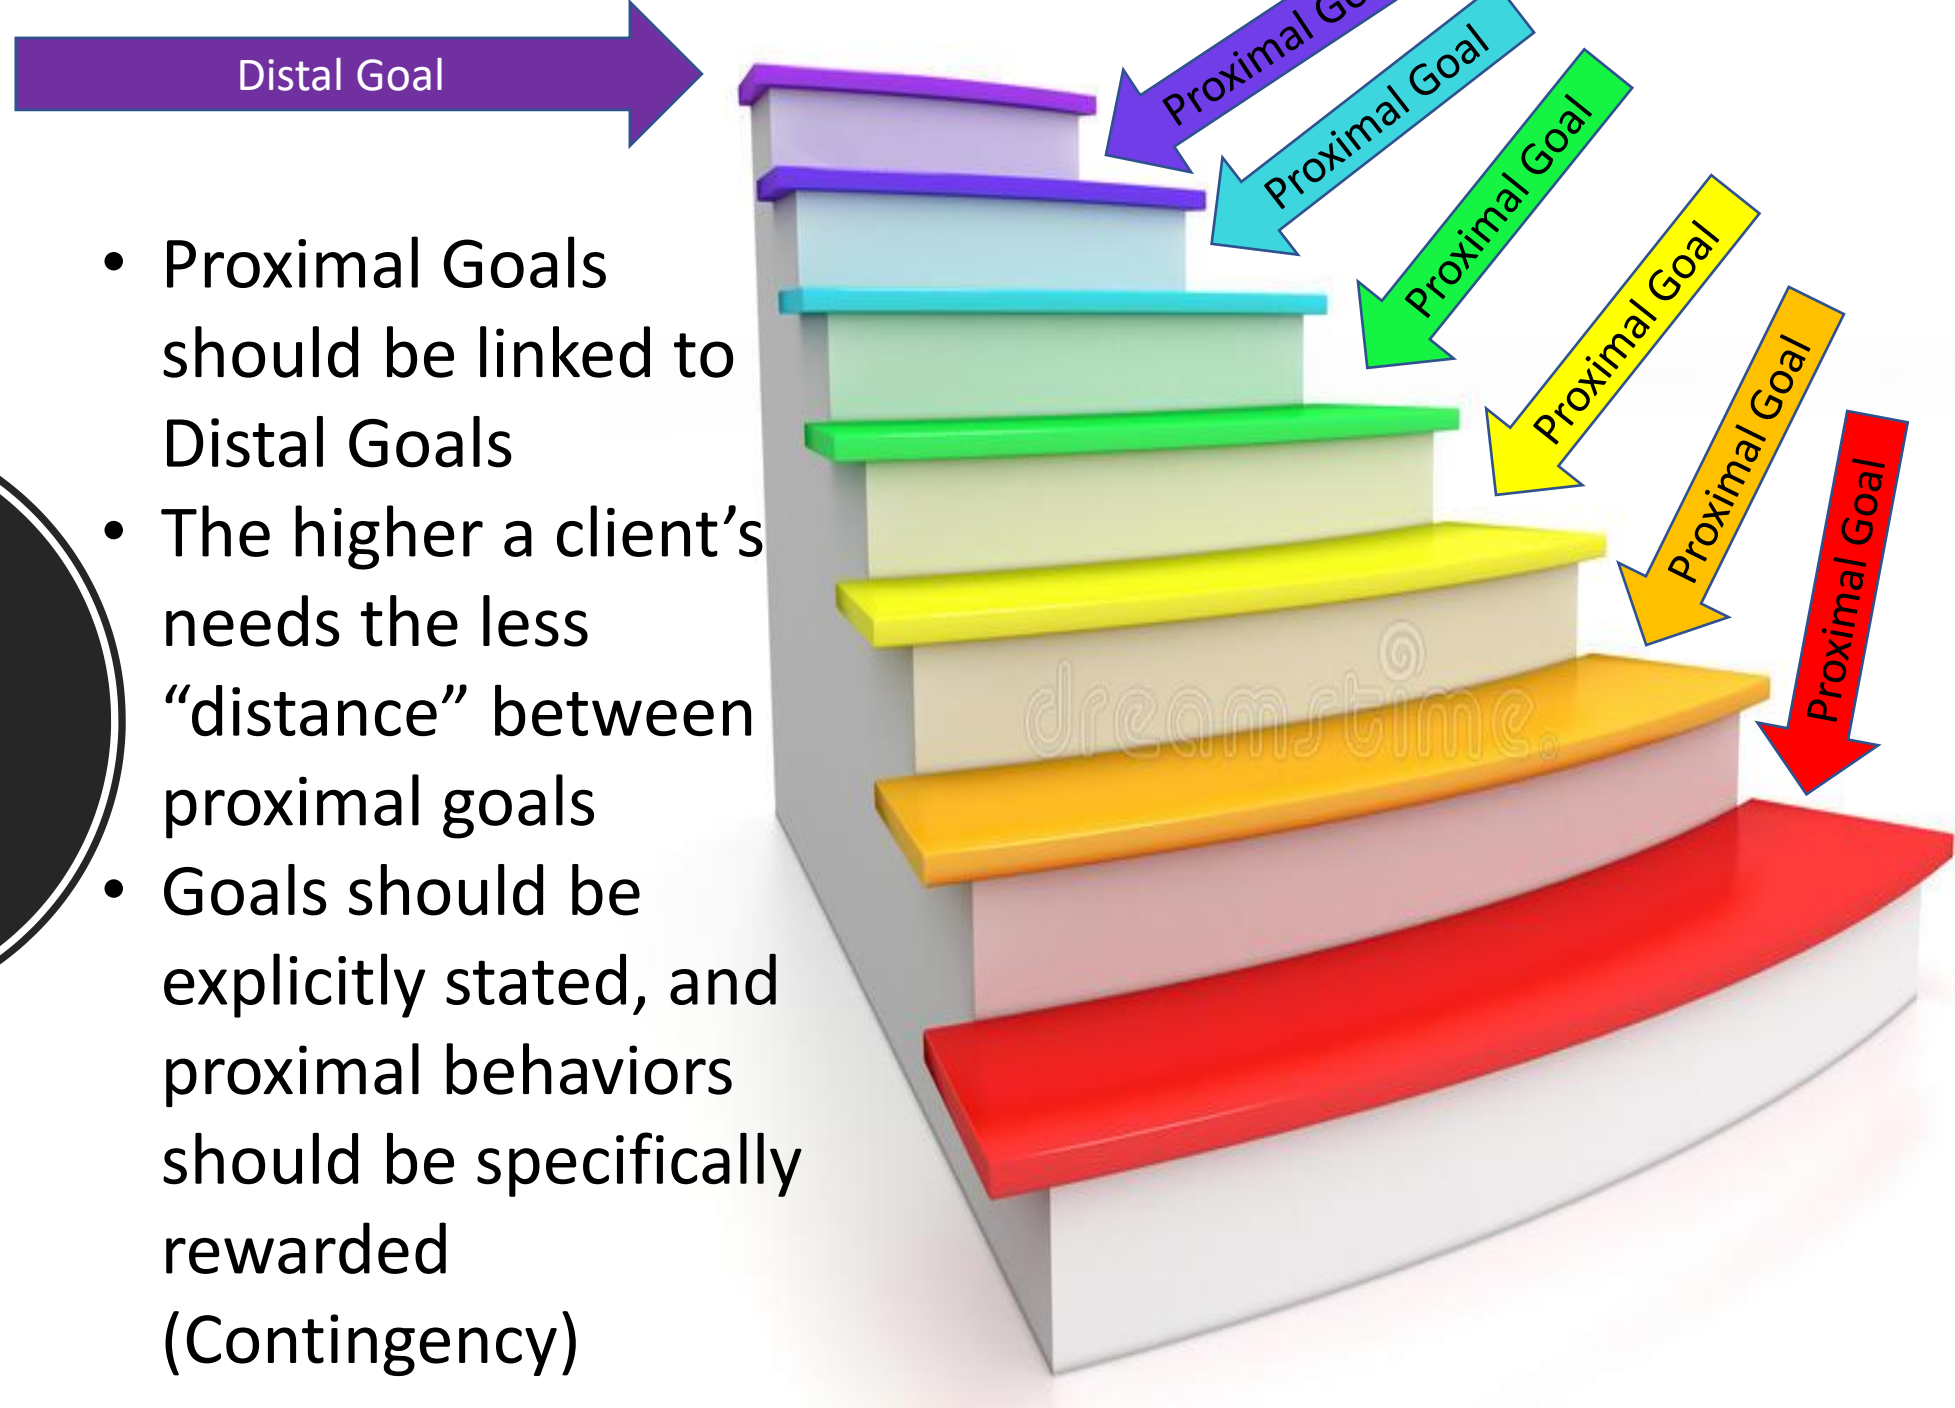 Distal Goal
Proximal Go
Proximal Goal
Proximal Goal
Proximal Goal
Proximal Goal
Proximal Goal
• Proximal Goals
should be linked to
Distal Goals
• The higher a client’s
needs the less
“distance” between
proximal goals
• Goals should be
explicitly stated, and
proximal behaviors
should be specifically
rewarded
(Contingency)
dreamstime